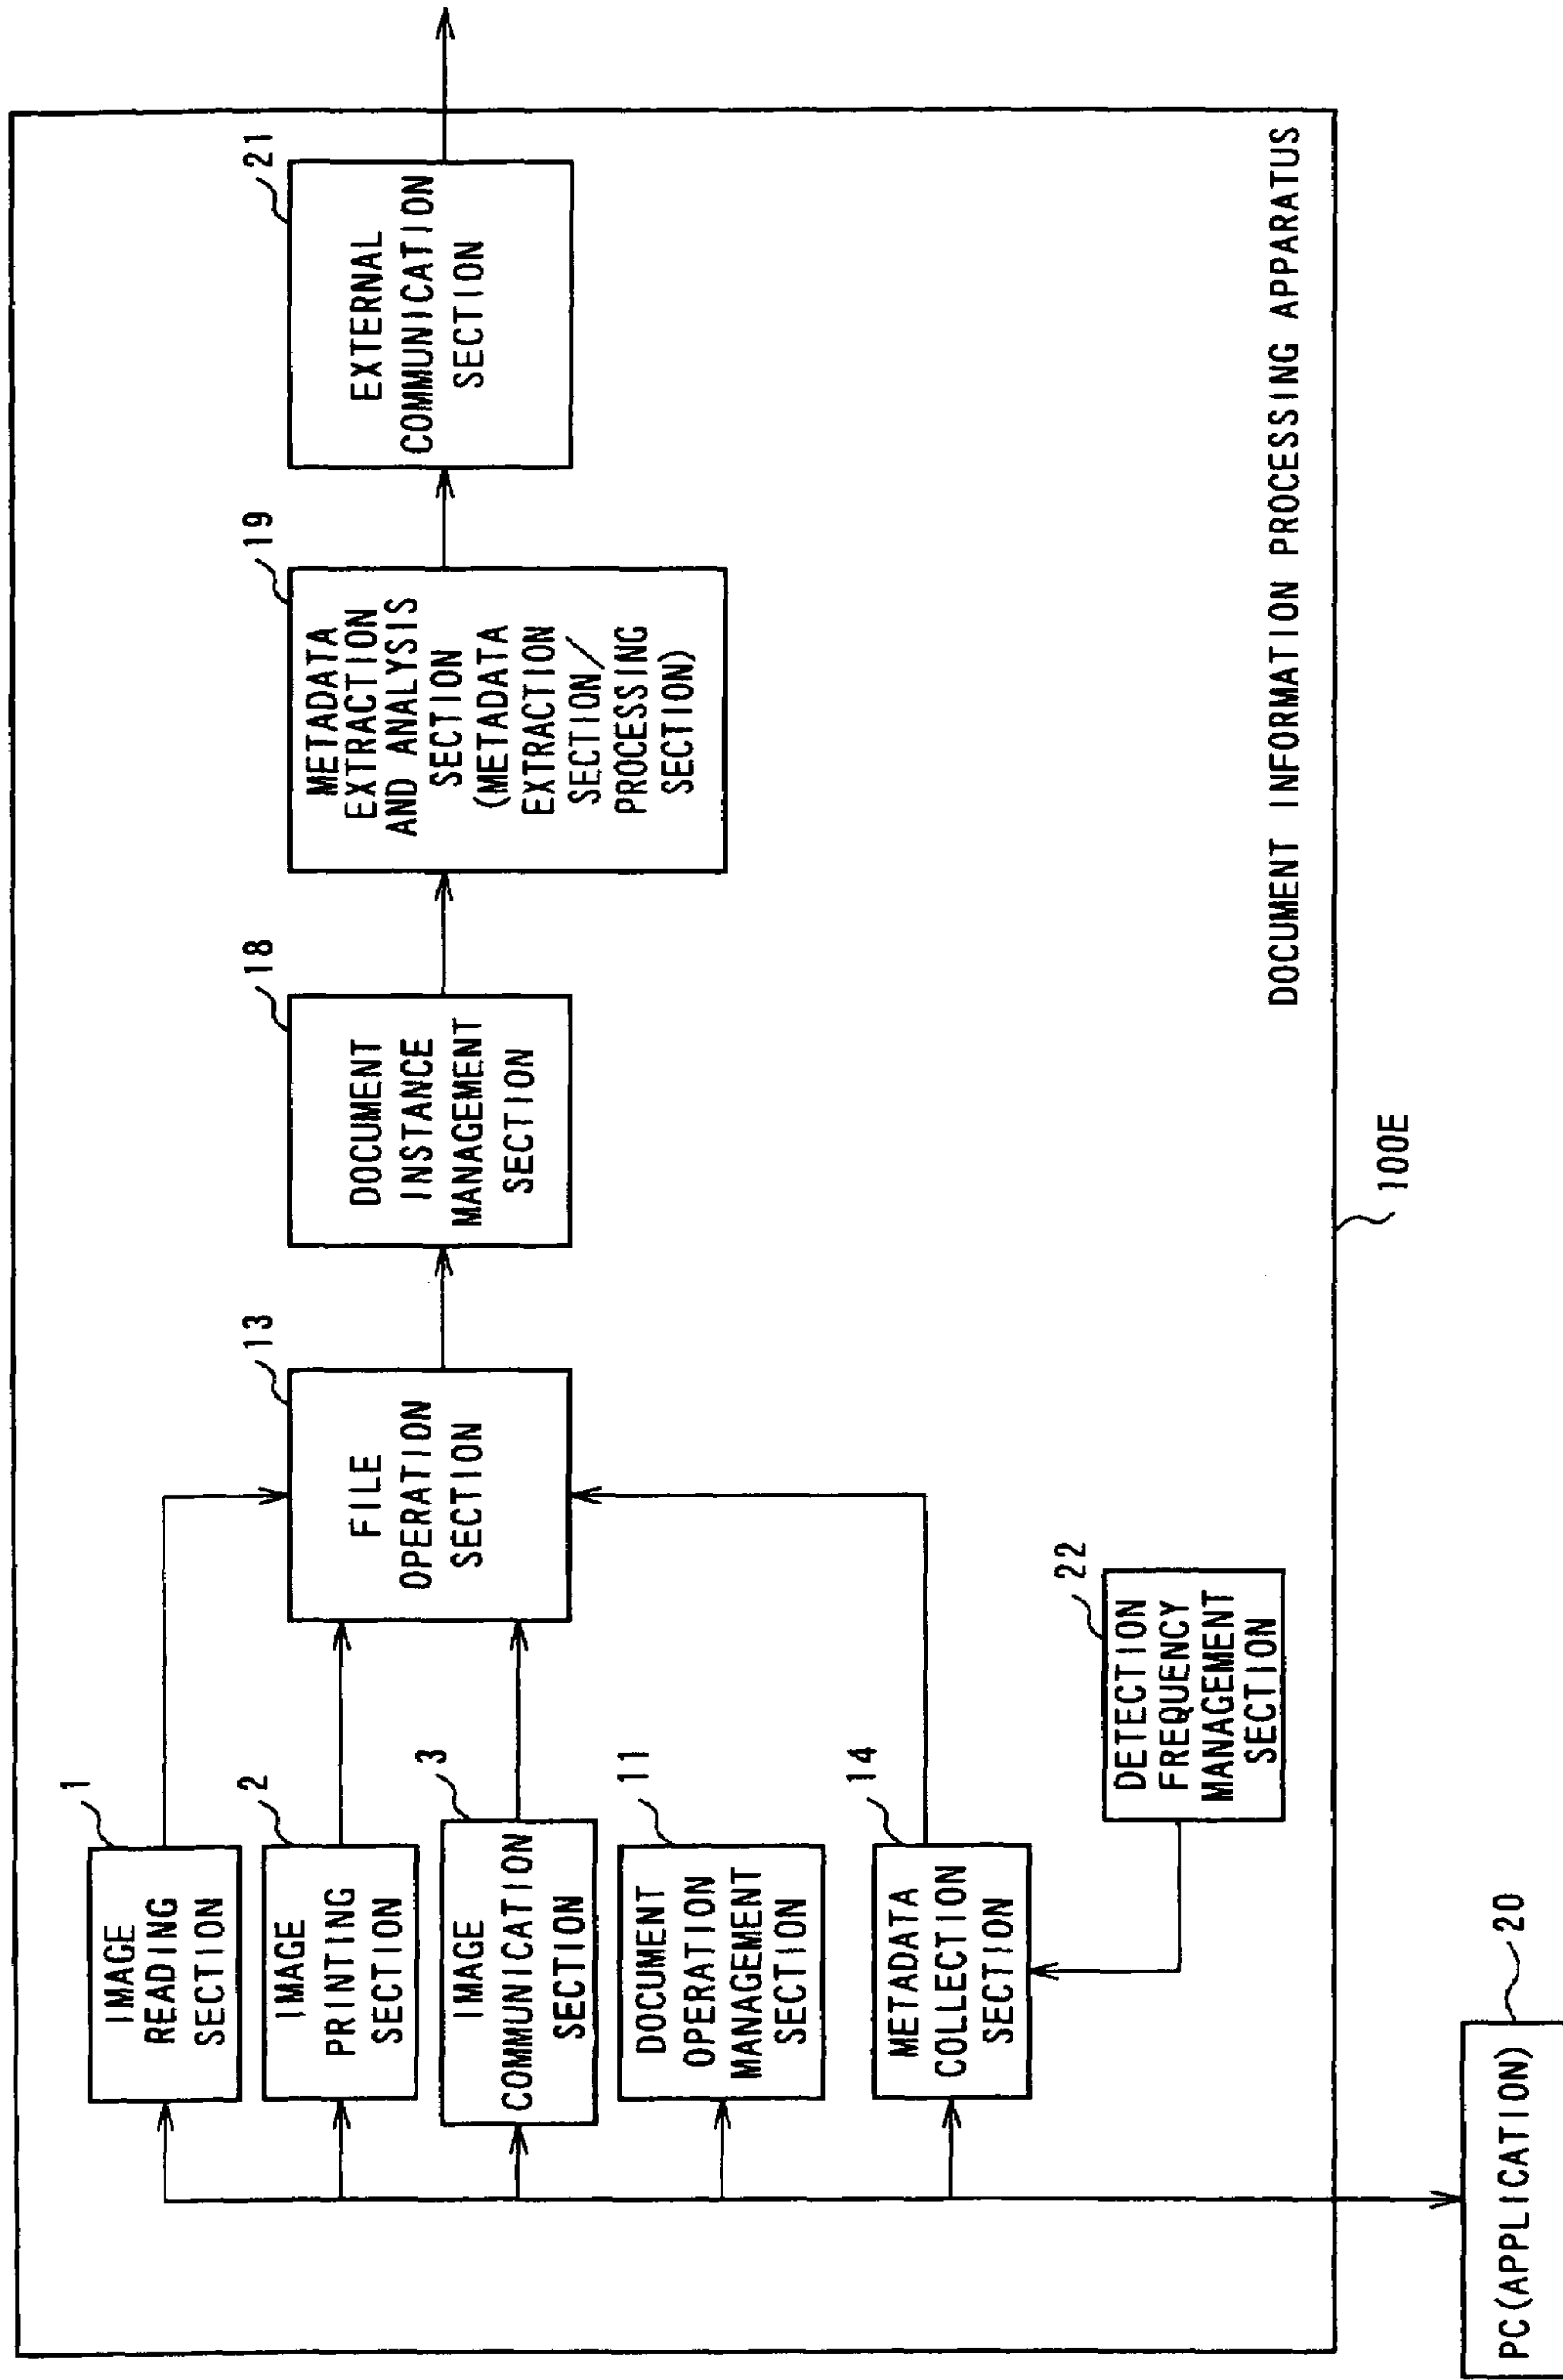 1
IMAGE
READING
SECTION
2
IMAGE
PRINTING
SECTION
3
IMAGE
COMMUNICATION
SECTION
11
DOCUMENT
OPERATION
MANAGEMENT
SECTION
14
METADATA
COLLECTION
SECTION
22
DETECTION
FREQUENCY
MANAGEMENT
SECTION
13
FILE
OPERATION
SECTION
18
DOCUMENT
INSTANCE
MANAGEMENT
SECTION
19
METADATA
EXTRACTION
AND ANALYSIS
SECTION
(METADATA
EXTRACTION
SECTION/
PROCESSING
SECTION)
21
EXTERNAL
COMMUNICATION
SECTION
DOCUMENT INFORMATION PROCESSING APPARATUS
100E
20
PC(APPLICATION)